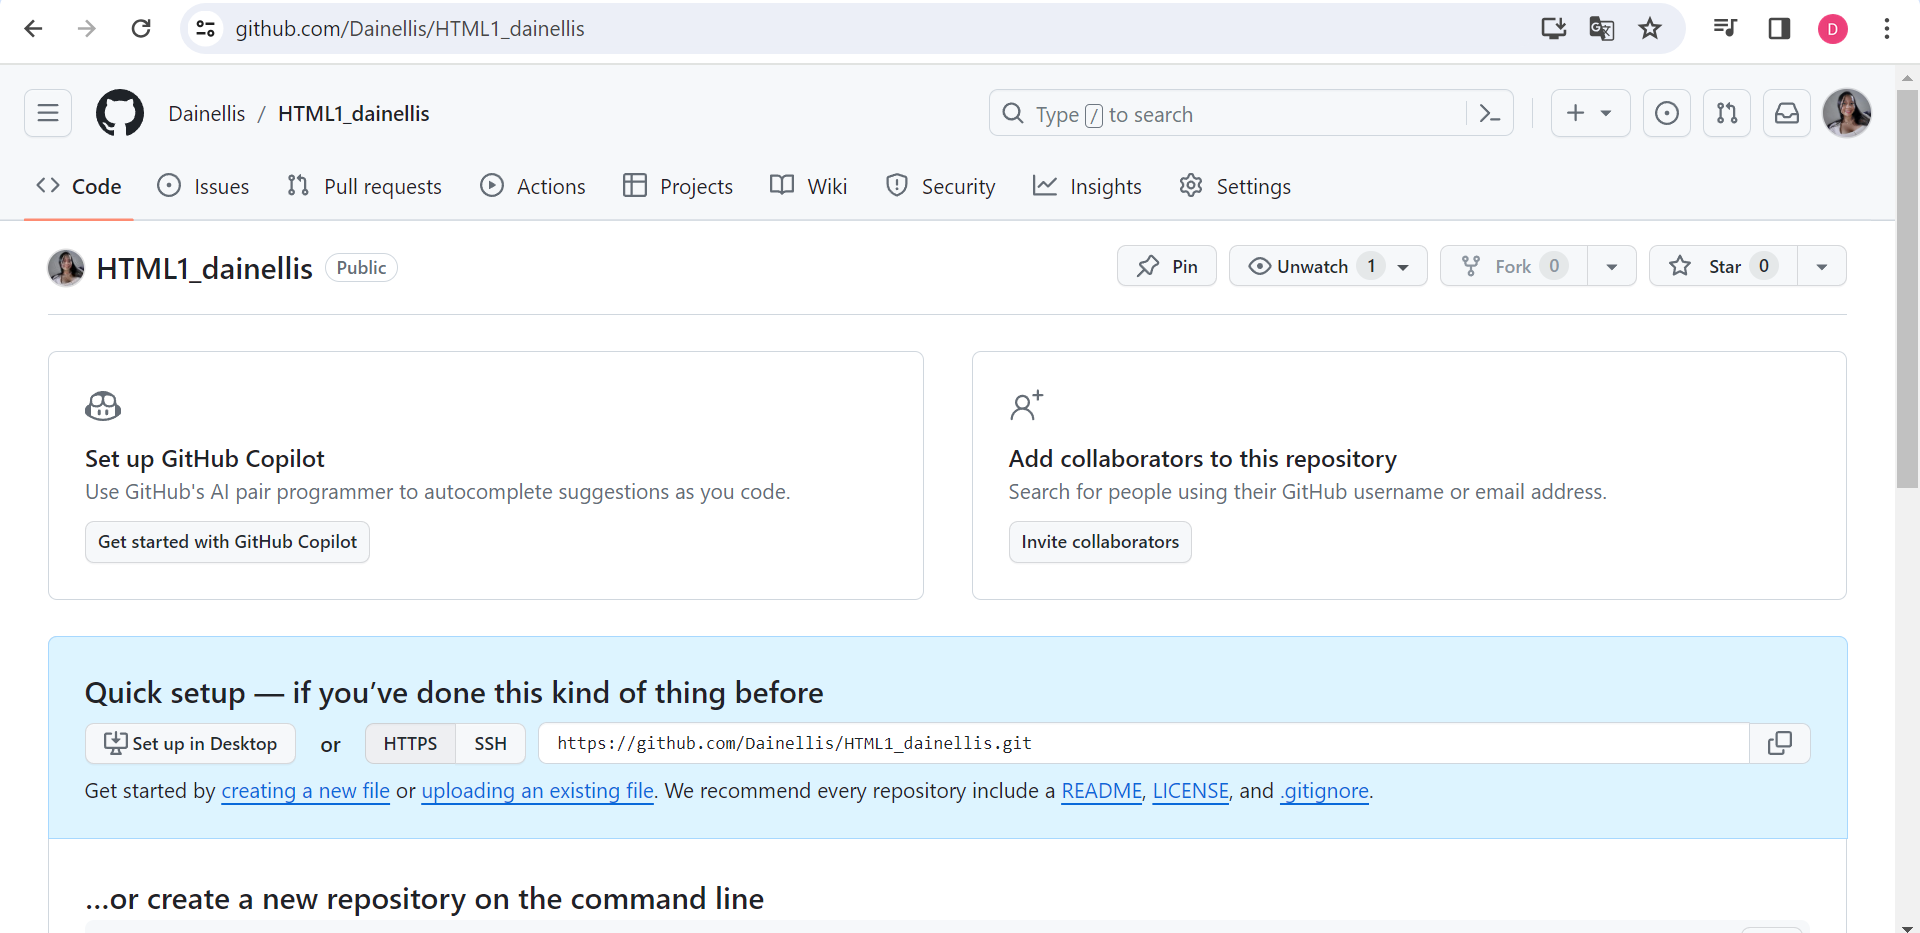 github.com/Dainellis/HTML1_dainellis
D
Dainellis / HTML1_dainellis
Type / to search
Code Issues Pull requests Actions Projects Wiki Security Insights Settings
HTML1_dainellis Public
Pin Unwatch 1 Fork 0 Star 0
Set up GitHub Copilot
Use GitHub's AI pair programmer to autocomplete suggestions as you code.
Get started with GitHub Copilot
Add collaborators to this repository
Search for people using their GitHub username or email address.
Invite collaborators
Quick setup — if you’ve done this kind of thing before
Set up in Desktop or HTTPS SSH https://github.com/Dainellis/HTML1_dainellis.git
Get started by creating a new file or uploading an existing file. We recommend every repository include a README, LICENSE, and .gitignore.
…or create a new repository on the command line